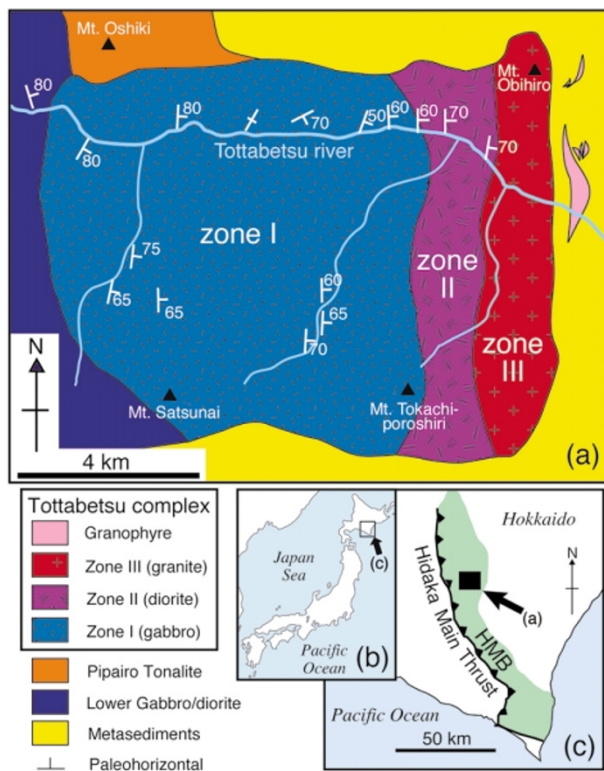 Mt. Oshiki
Mt.
Obihiro
80
80
80
70
50
60
60
70
70
Tottabetsu river
zone I
zone
II
zone
III
75
65
65
60
65
70
N
Mt. Satsunai
Mt. Tokachi-
poroshiri
4 km
(a)
Tottabetsu complex
Granophyre
Zone III (granite)
Zone II (diorite)
Zone I (gabbro)
Pipairo Tonalite
Lower Gabbro/diorite
Metasediments
Paleohorizontal
Japan
Sea
(c)
Pacific
Ocean
(b)
Hokkaido
N
Hidaka Main Thrust
HMB
(a)
Pacific Ocean
50 km
(c)